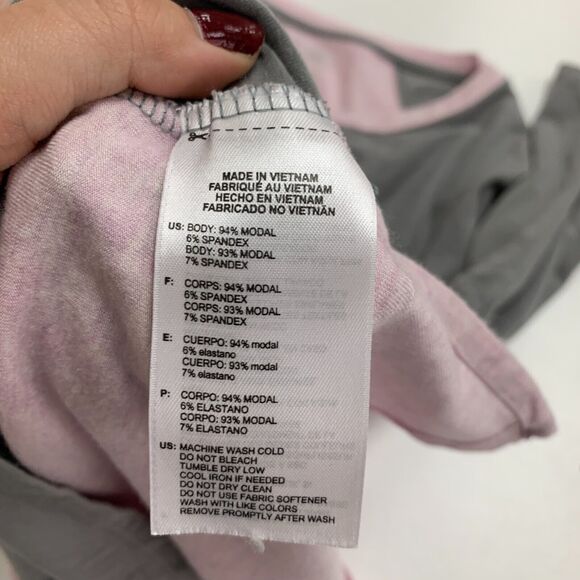 MADE IN VIETNAM
FABRIQUÉ AU VIETNAM
HECHO EN VIETNAM
FABRICADO NO VIETNÃN
US: BODY: 94% MODAL
6% SPANDEX
BODY: 93% MODAL
7% SPANDEX
F: CORPS: 94% MODAL
6% SPANDEX
CORPS: 93% MODAL
7% SPANDEX
E: CUERPO: 94% modal
6% elastano
CUERPO: 93% modal
7% elastano
P: CORPO: 94% MODAL
6% ELASTANO
CORPO: 93% MODAL
7% ELASTANO
US: MACHINE WASH COLD
DO NOT BLEACH
TUMBLE DRY LOW
COOL IRON IF NEEDED
DO NOT DRY CLEAN
DO NOT USE FABRIC SOFTENER
WASH WITH LIKE COLORS
REMOVE PROMPTLY AFTER WASH